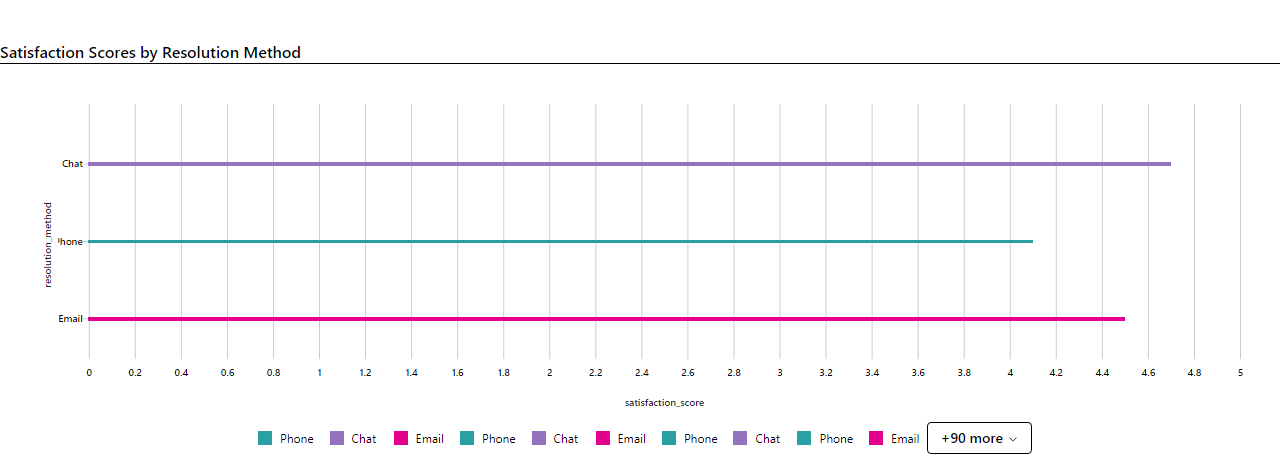 Satisfaction Scores by Resolution Method
Chat
resolution_method
Phone
Email
0 0.2 0.4 0.6 0.8 1 1.2 1.4 1.6 1.8 2 2.2 2.4 2.6 2.8 3 3.2 3.4 3.6 3.8 4 4.2 4.4 4.6 4.8 5
satisfaction_score
Phone Chat Email Phone Chat Email Phone Chat Phone Email +90 more